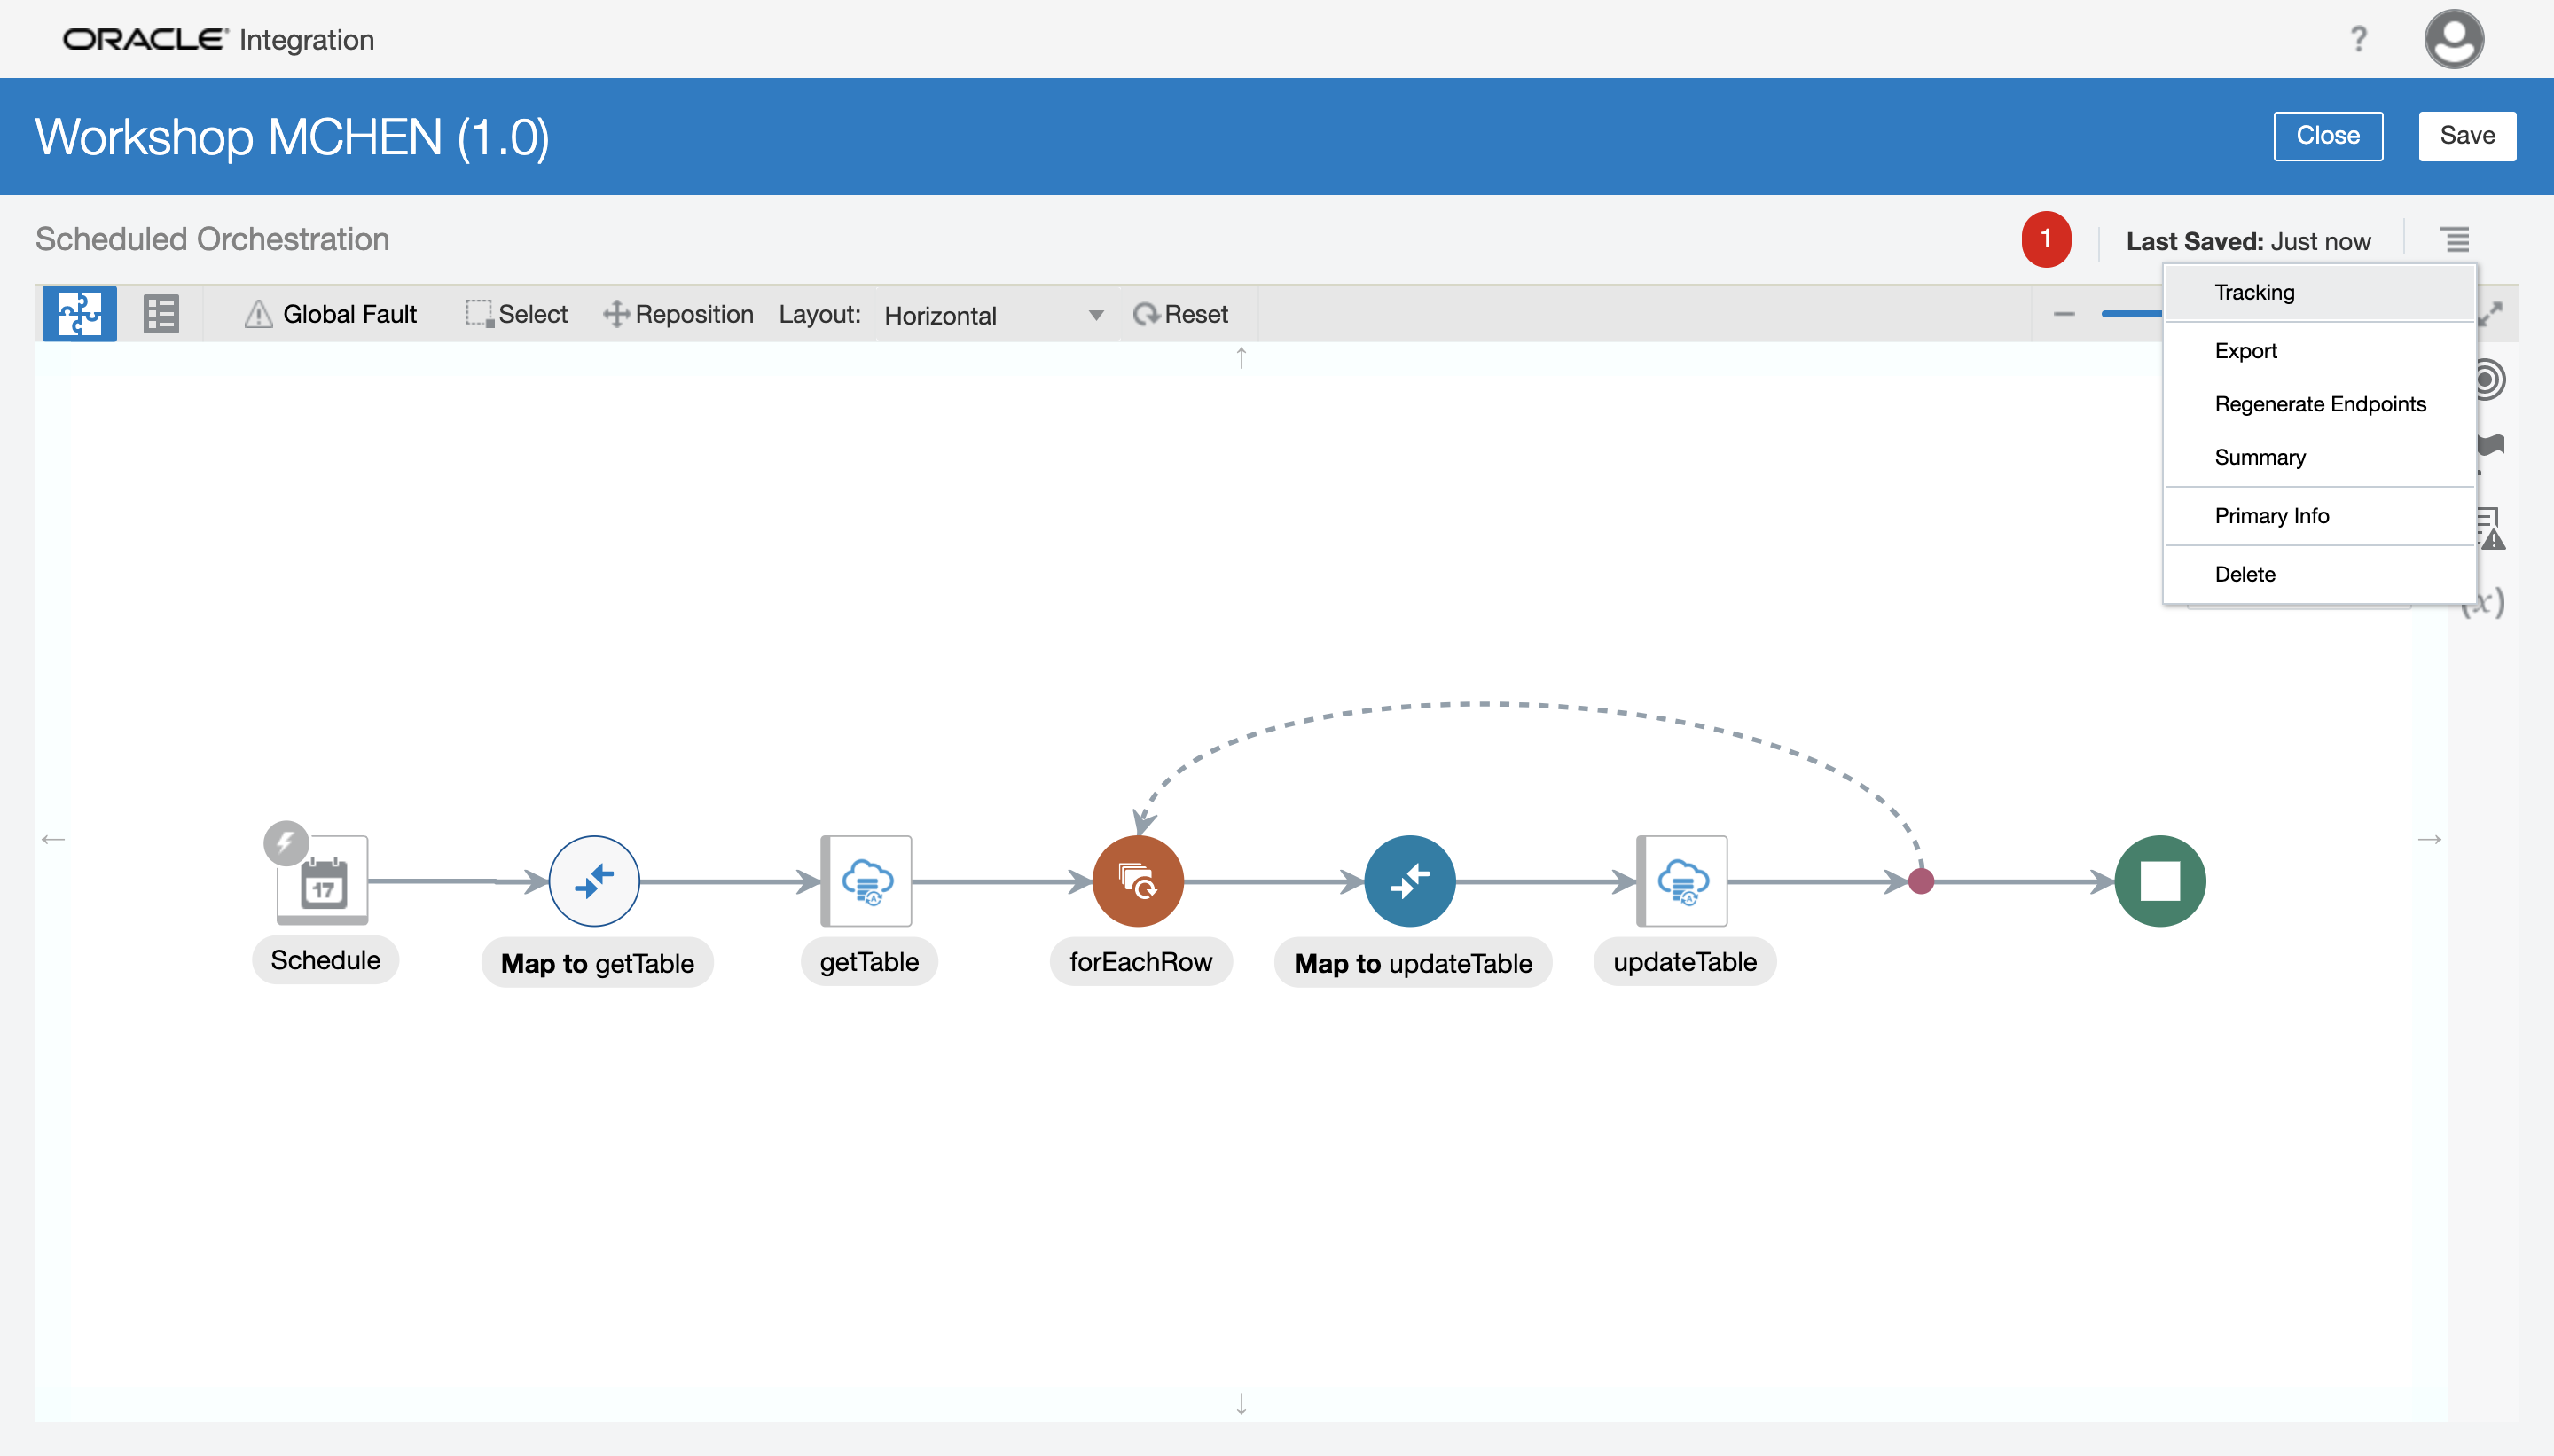 ORACLE Integration
?
Workshop MCHEN (1.0)
Close
Save
Scheduled Orchestration
1
Last Saved: Just now
Global Fault
Select
Reposition
Layout:
Horizontal
Reset
Tracking
Export
Regenerate Endpoints
Summary
Primary Info
Delete
(x)
17
Schedule
Map to getTable
getTable
forEachRow
Map to updateTable
updateTable